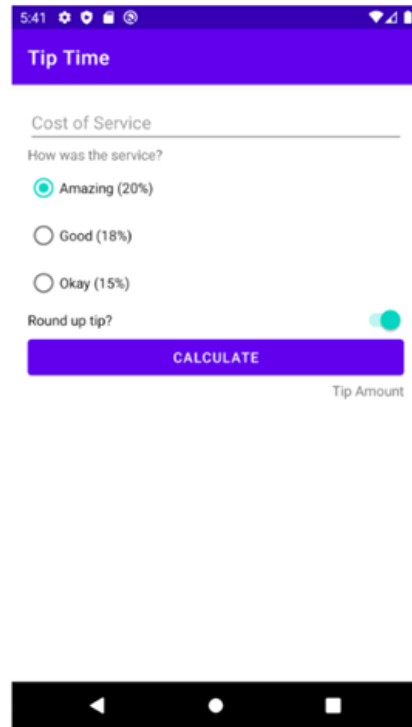 5:41
Tip Time
Cost of Service
How was the service?
Amazing (20%)
Good (18%)
Okay (15%)
Round up tip?
CALCULATE
Tip Amount